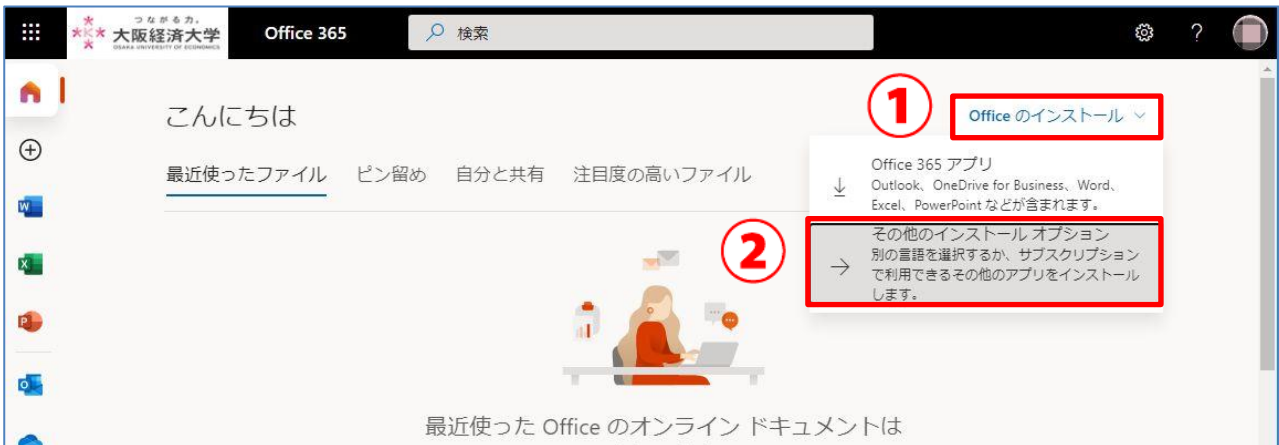 つながる力。
大阪経済大学
OSAKA UNIVERSITY OF ECONOMICS
Office 365
検索
?
こんにちは
① Office のインストール
最近使ったファイル ピン留め 自分と共有 注目度の高いファイル
Office 365 アプリ
Outlook、OneDrive for Business、Word、
Excel、PowerPoint などが含まれます。
②
その他のインストール オプション
別の言語を選択するか、サブスクリプション
で利用できるその他のアプリをインストール
します。
W
X
P
O
最近使った Office のオンライン ドキュメントは